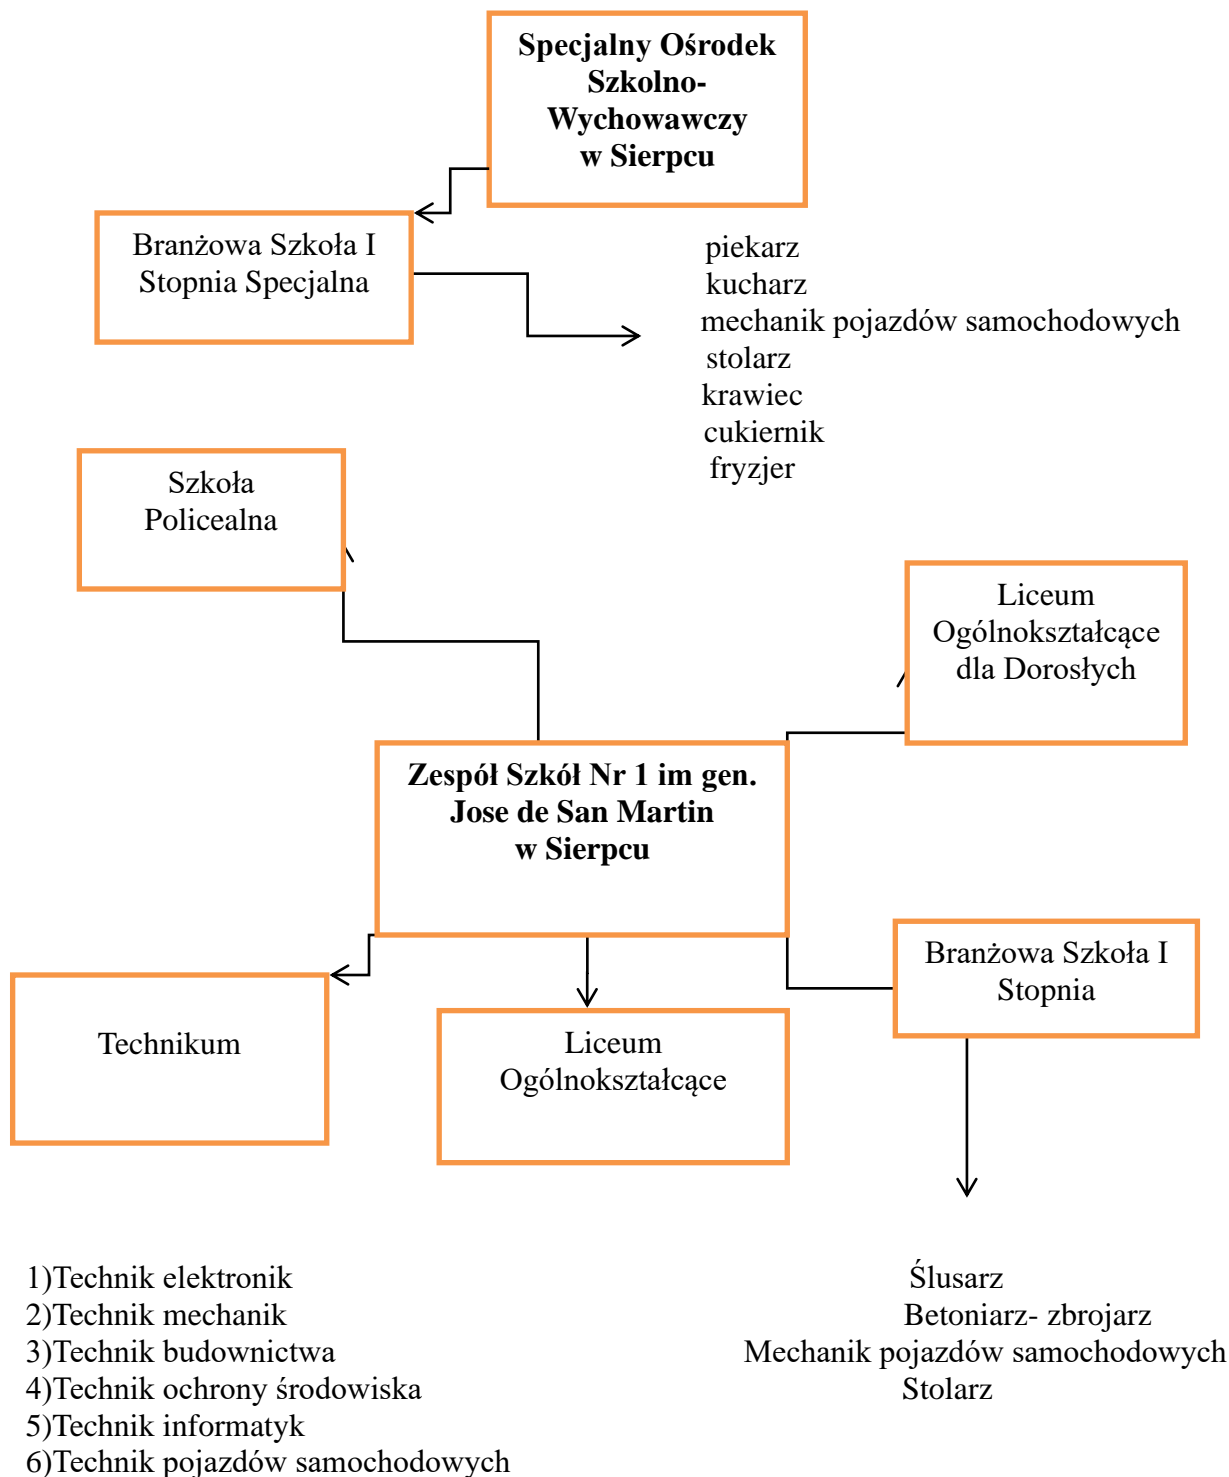 Specjalny Ośrodek
Szkolno-
Wychowawczy
w Sierpcu
Branżowa Szkoła I
Stopnia Specjalna
piekarz
kucharz
mechanik pojazdów samochodowych
stolarz
krawiec
cukiernik
fryzjer
Szkoła
Policealna
Liceum
Ogólnokształcące
dla Dorosłych
Zespół Szkół Nr 1 im gen.
Jose de San Martin
w Sierpcu
Branżowa Szkoła I
Stopnia
Technikum
Liceum
Ogólnokształcące
1)Technik elektronik
2)Technik mechanik
3)Technik budownictwa
4)Technik ochrony środowiska
5)Technik informatyk
6)Technik pojazdów samochodowych
Ślusarz
Betoniarz- zbrojarz
Mechanik pojazdów samochodowych
Stolarz